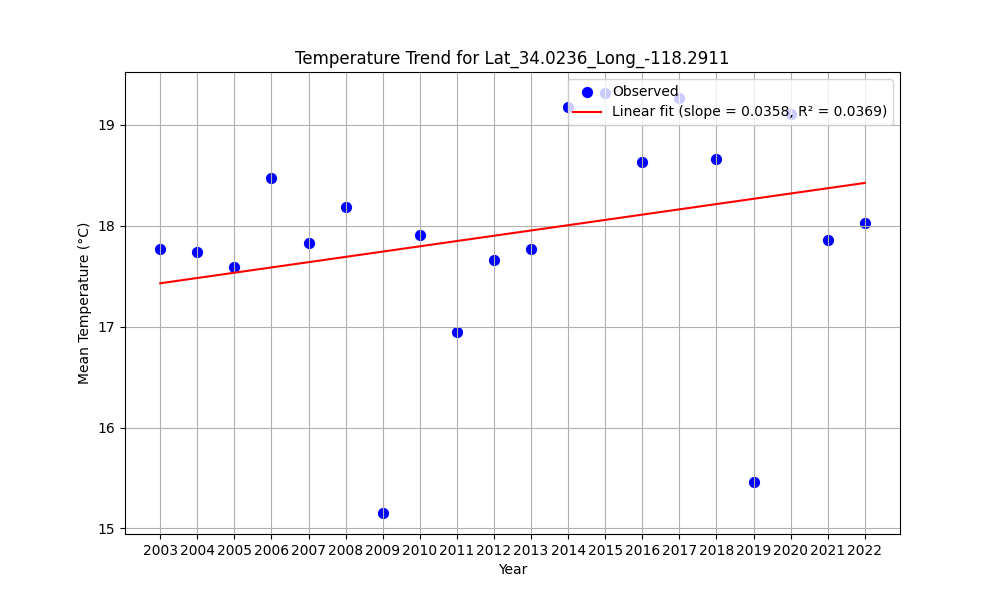 Temperature Trend for Lat_34.0236_Long_-118.2911
Observed
Linear fit (slope = 0.0358, R² = 0.0369)
Mean Temperature (°C)
19
18
17
16
15
2003 2004 2005 2006 2007 2008 2009 2010 2011 2012 2013 2014 2015 2016 2017 2018 2019 2020 2021 2022
Year